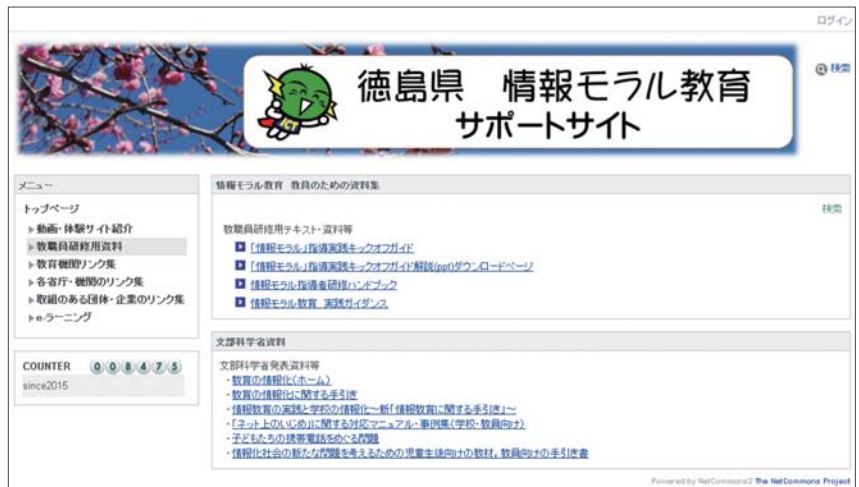 ログイン
徳島県 情報モラル教育
サポートサイト
ICT
検索
メニュー
トップページ
動画・体験サイト紹介
教職員研修用資料
教育機関リンク集
各省庁・機関のリンク集
取組のある団体・企業のリンク集
e-ラーニング
COUNTER 0 0 8 4 7 5
since2015
情報モラル教育 教員のための資料集
検索
教職員研修用テキスト・資料等
「情報モラル」指導実践キックオフガイド
「情報モラル」指導実践キックオフガイド解説(ppt)ダウンロードページ
情報モラル指導者研修ハンドブック
情報モラル教育 実践ガイダンス
文部科学省資料
文部科学省発表資料等
・教育の情報化(ホーム)
・教育の情報化に関する手引き
・情報教育の実践と学校の情報化~新「情報教育に関する手引き」~
・「ネット上のいじめ」に関する対応マニュアル・事例集(学校・教員向け)
・子どもたちの携帯電話をめぐる問題
・情報化社会の新たな問題を考えるための児童生徒向けの教材,教員向けの手引き書
Powered by NetCommons2 The NetCommons Project